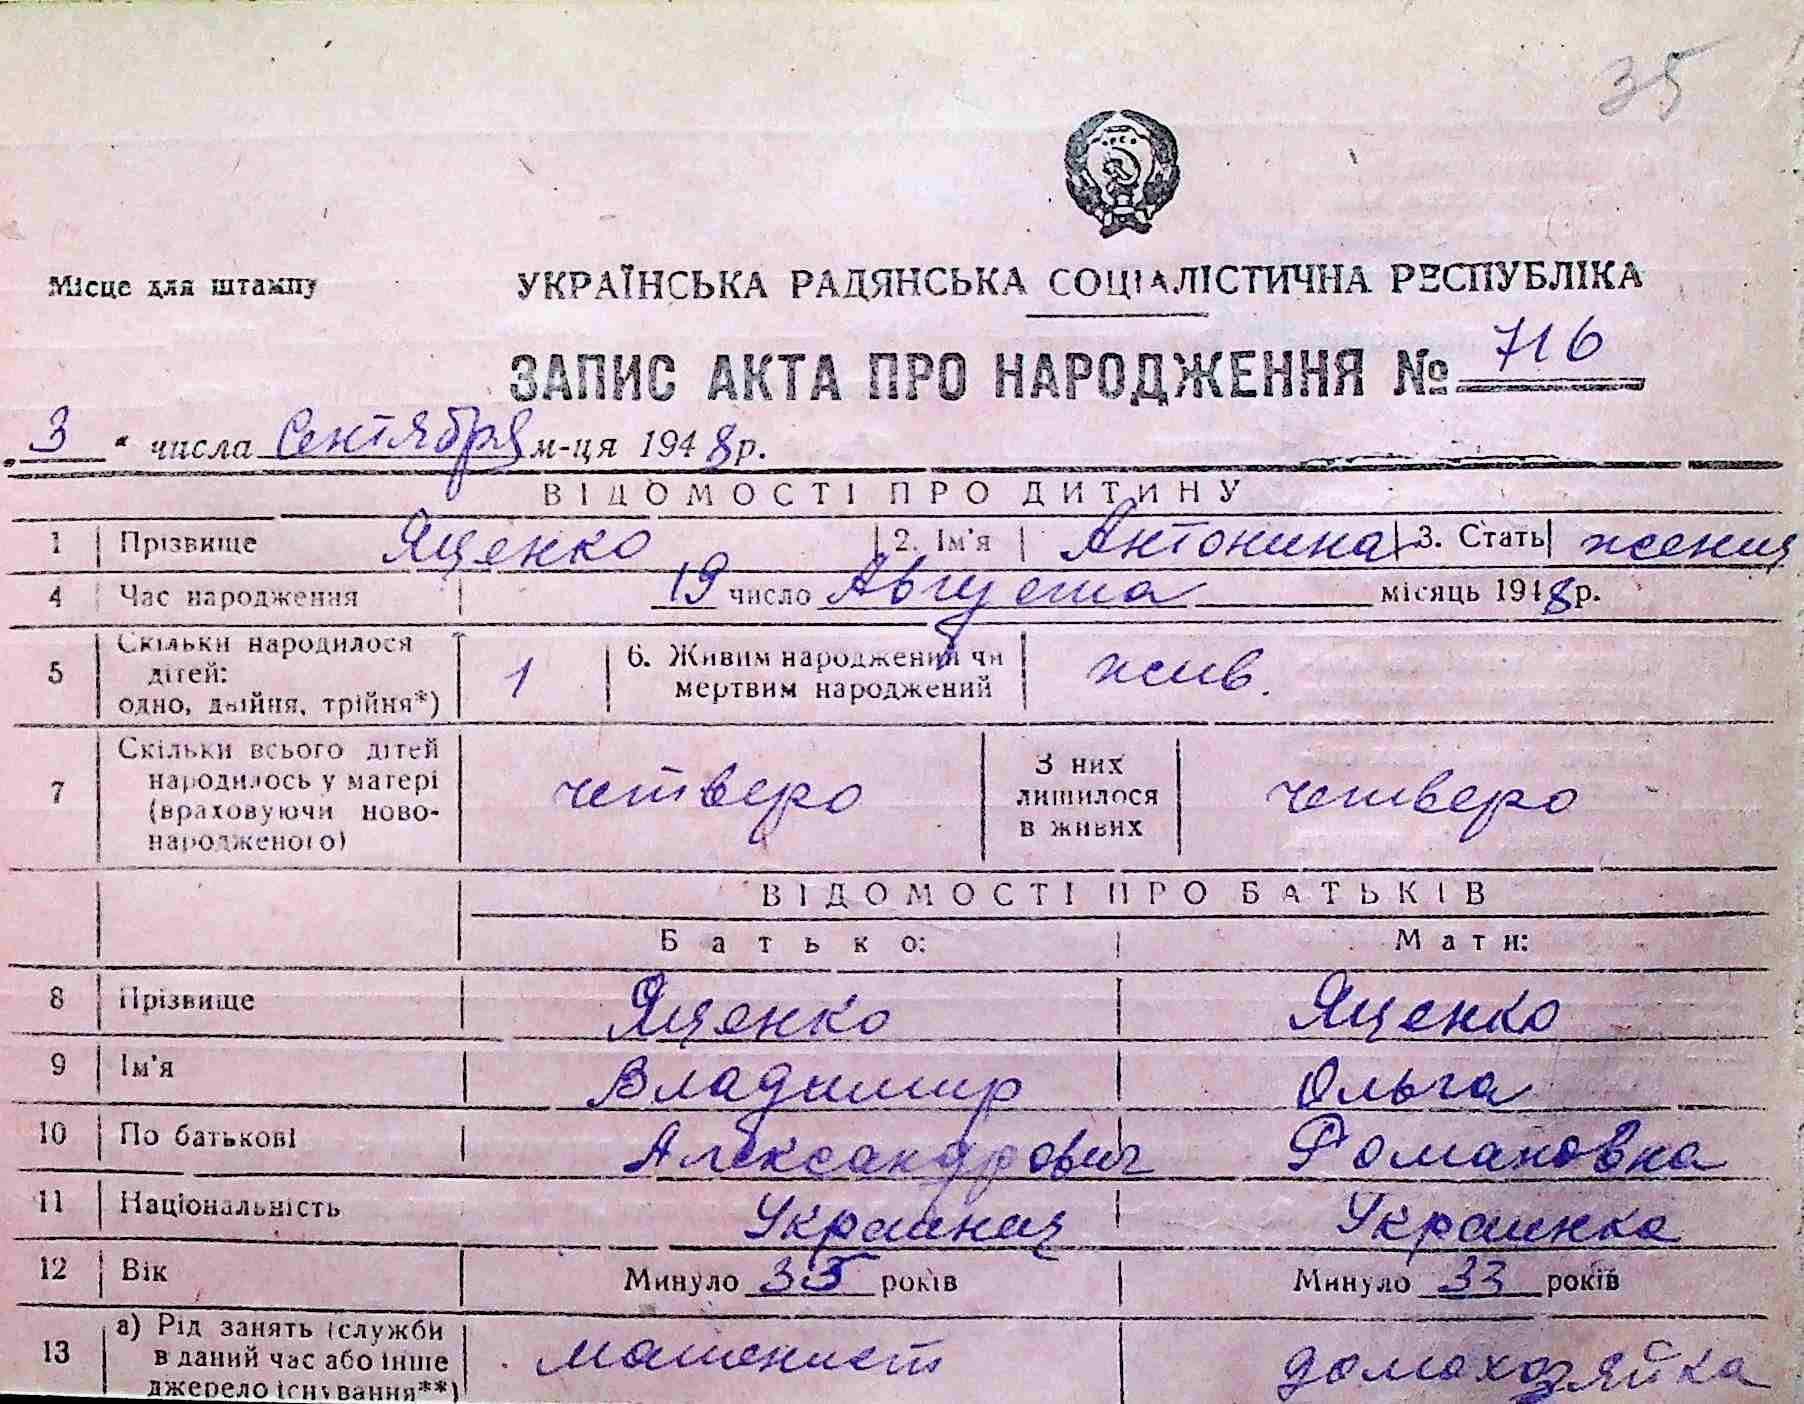 35
Місце для штампу
УКРАЇНСЬКА РАДЯНСЬКА СОЦІАЛІСТИЧНА РЕСПУБЛІКА
ЗАПИС АКТА ПРО НАРОДЖЕННЯ № 716
„3“ числа Сентября м-ця 1948 р.
ВІДОМОСТІ ПРО ДИТИНУ
1 Прізвище Яценко 2. Ім'я Антонина 3. Стать
4 Час народження 19 число Августа місяць 1948 р.
5 Скільки народилося дітей: одно, двійня, трійня*) 1 6. Живим народжений чи мертвим народжений жив.
7 Скільки всього дітей народилось у матері (враховуючи ново-народженого) четверо З них лишилося в живих четверо
ВІДОМОСТІ ПРО БАТЬКІВ
Батько: Мати:
8 Прізвище Яценко Яценко
9 Ім'я Владимир Ольга
10 По батькові Александрович Романовна
11 Національність Украинец Украинка
12 Вік Минуло 35 років Минуло 33 років
13 а) Рід занять (служби в даний час або інше джерело існування**) машенист домохозяйка